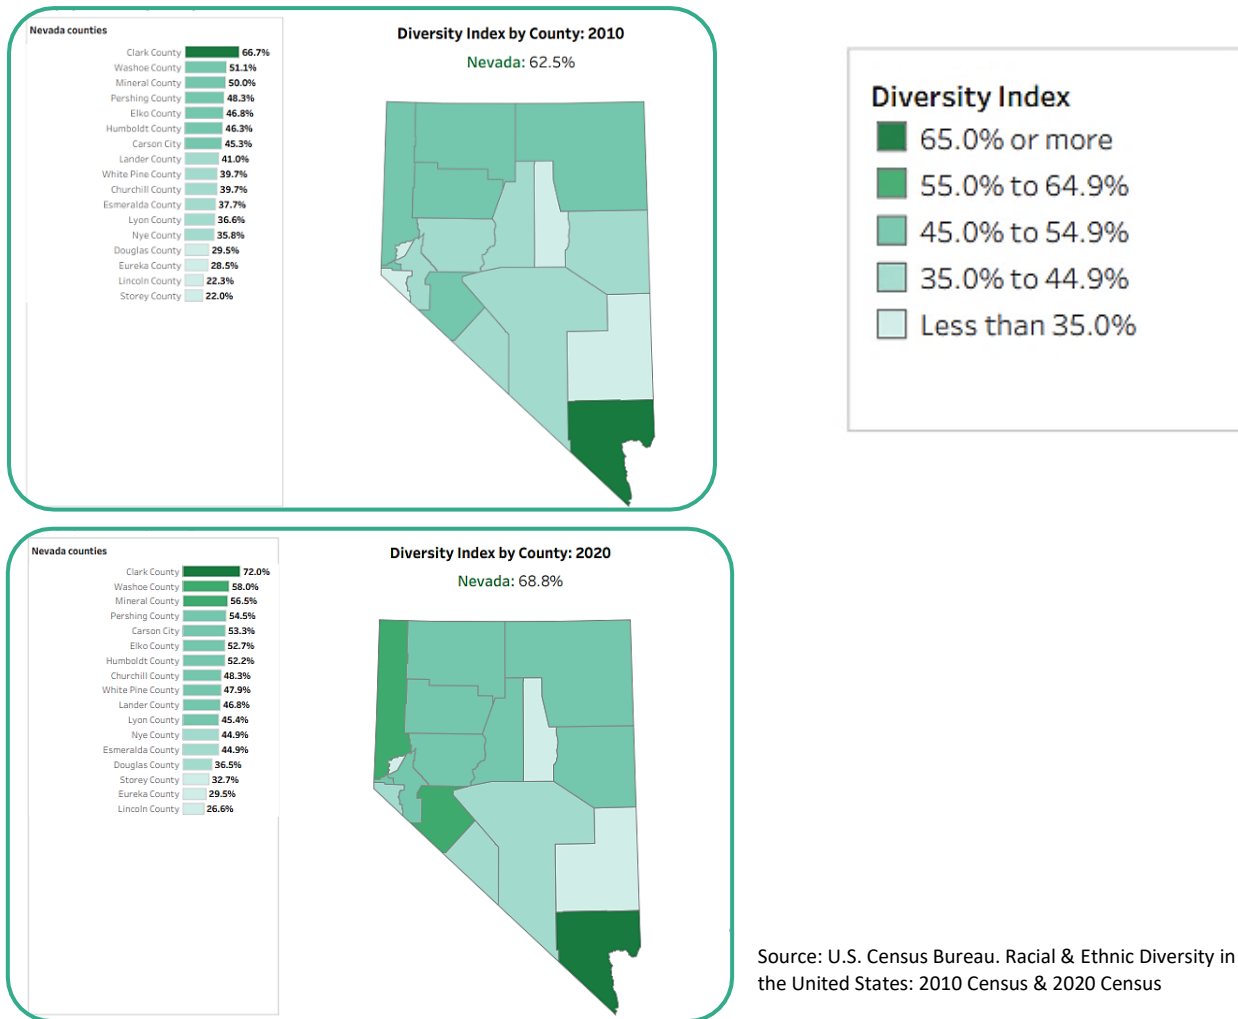 Nevada counties
Clark County 66.7%
Washoe County 51.1%
Mineral County 50.0%
Pershing County 48.3%
Elko County 46.8%
Humboldt County 46.3%
Carson City 45.3%
Lander County 41.0%
White Pine County 39.7%
Churchill County 39.7%
Esmeralda County 37.7%
Lyon County 36.6%
Nye County 35.8%
Douglas County 29.5%
Eureka County 28.5%
Lincoln County 22.3%
Storey County 22.0%
Diversity Index by County: 2010
Nevada: 62.5%
Diversity Index
65.0% or more
55.0% to 64.9%
45.0% to 54.9%
35.0% to 44.9%
Less than 35.0%
Nevada counties
Clark County 72.0%
Washoe County 58.0%
Mineral County 56.5%
Pershing County 54.5%
Carson City 53.3%
Elko County 52.7%
Humboldt County 52.2%
Churchill County 48.3%
White Pine County 47.9%
Lander County 46.8%
Lyon County 45.4%
Nye County 44.9%
Esmeralda County 44.9%
Douglas County 36.5%
Storey County 32.7%
Eureka County 29.5%
Lincoln County 26.6%
Diversity Index by County: 2020
Nevada: 68.8%
Source: U.S. Census Bureau. Racial & Ethnic Diversity in
the United States: 2010 Census & 2020 Census